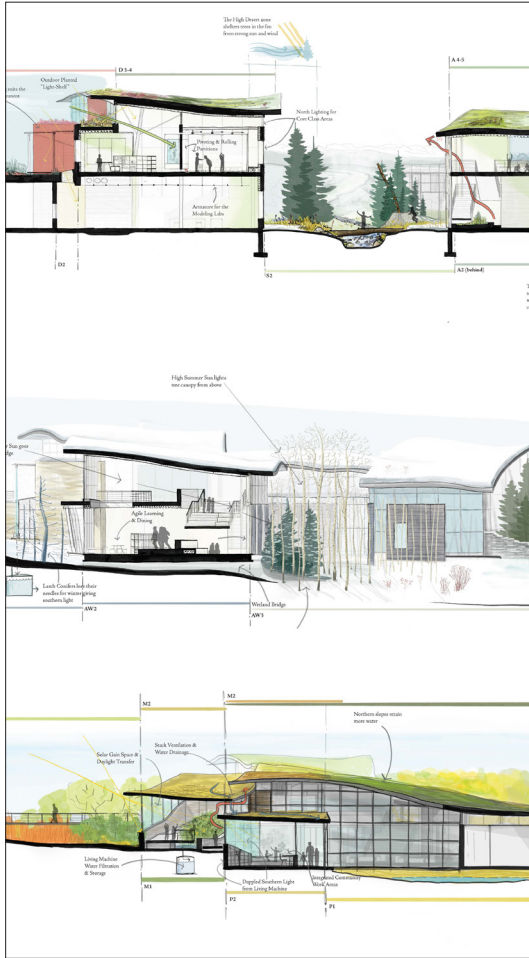 The High Desert zone
shelters trees in the fen
from strong sun and wind
D 3-4
A 4-5
Outdoor Planted
"Light-Shelf"
North Lighting for
Core Class Areas
Pivoting & Rolling
Partitions
Armature for the
Modeling Labs
D2
S2
A2 (behind)
High Summer Sun lights
tree canopy from above
Sun goes
Agile Learning
& Dining
Larch Conifers lose their
needles for winter giving
southern light
Wetland Bridge
AW2
AW3
M2
M2
Northern slopes retain
more water
Stack Ventilation &
Water Drainage
Solar Gain Space &
Daylight Transfer
Living Machine
Water Filtration
& Storage
Dappled Southern Light
from Living Machine
Integrated Community
Work Areas
M1
P2
P1